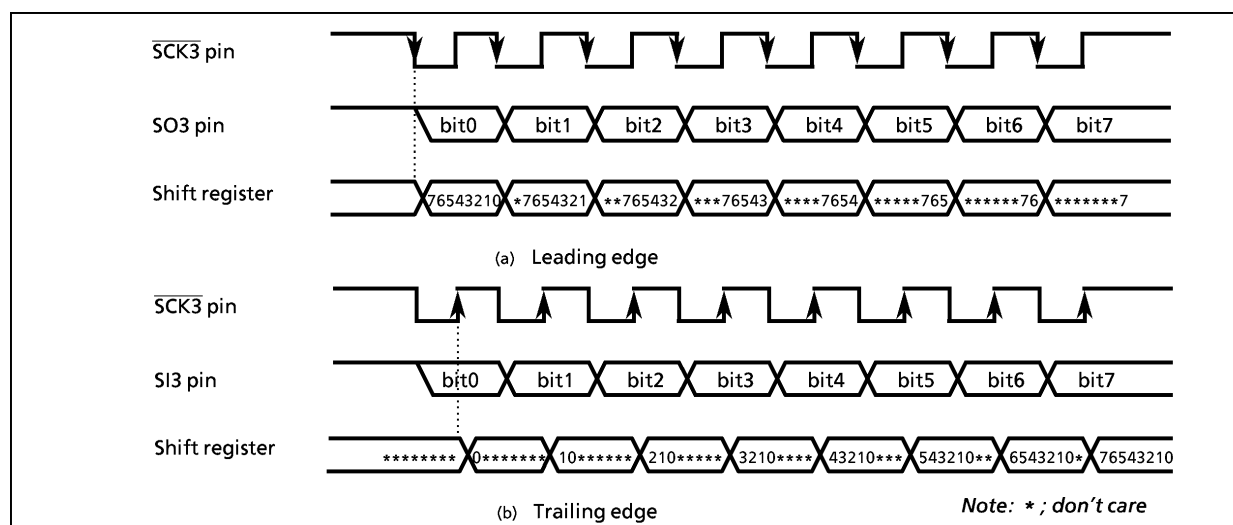 SCK3 pin
SO3 pin bit0 bit1 bit2 bit3 bit4 bit5 bit6 bit7
Shift register 76543210 *7654321 **765432 ***76543 ****7654 *****765 ******76 *******7
(a) Leading edge
SCK3 pin
SI3 pin bit0 bit1 bit2 bit3 bit4 bit5 bit6 bit7
Shift register ******** 0******* 10****** 210***** 3210**** 43210*** 543210** 6543210* 76543210
(b) Trailing edge
Note: * ; don't care